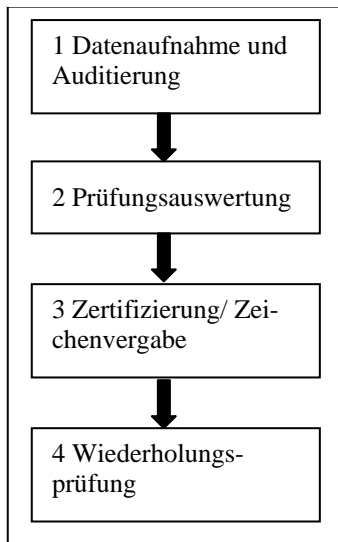 1 Datenaufnahme und
Auditierung
2 Prüfungsauswertung
3 Zertifizierung/ Zei-
chenvergabe
4 Wiederholungs-
prüfung